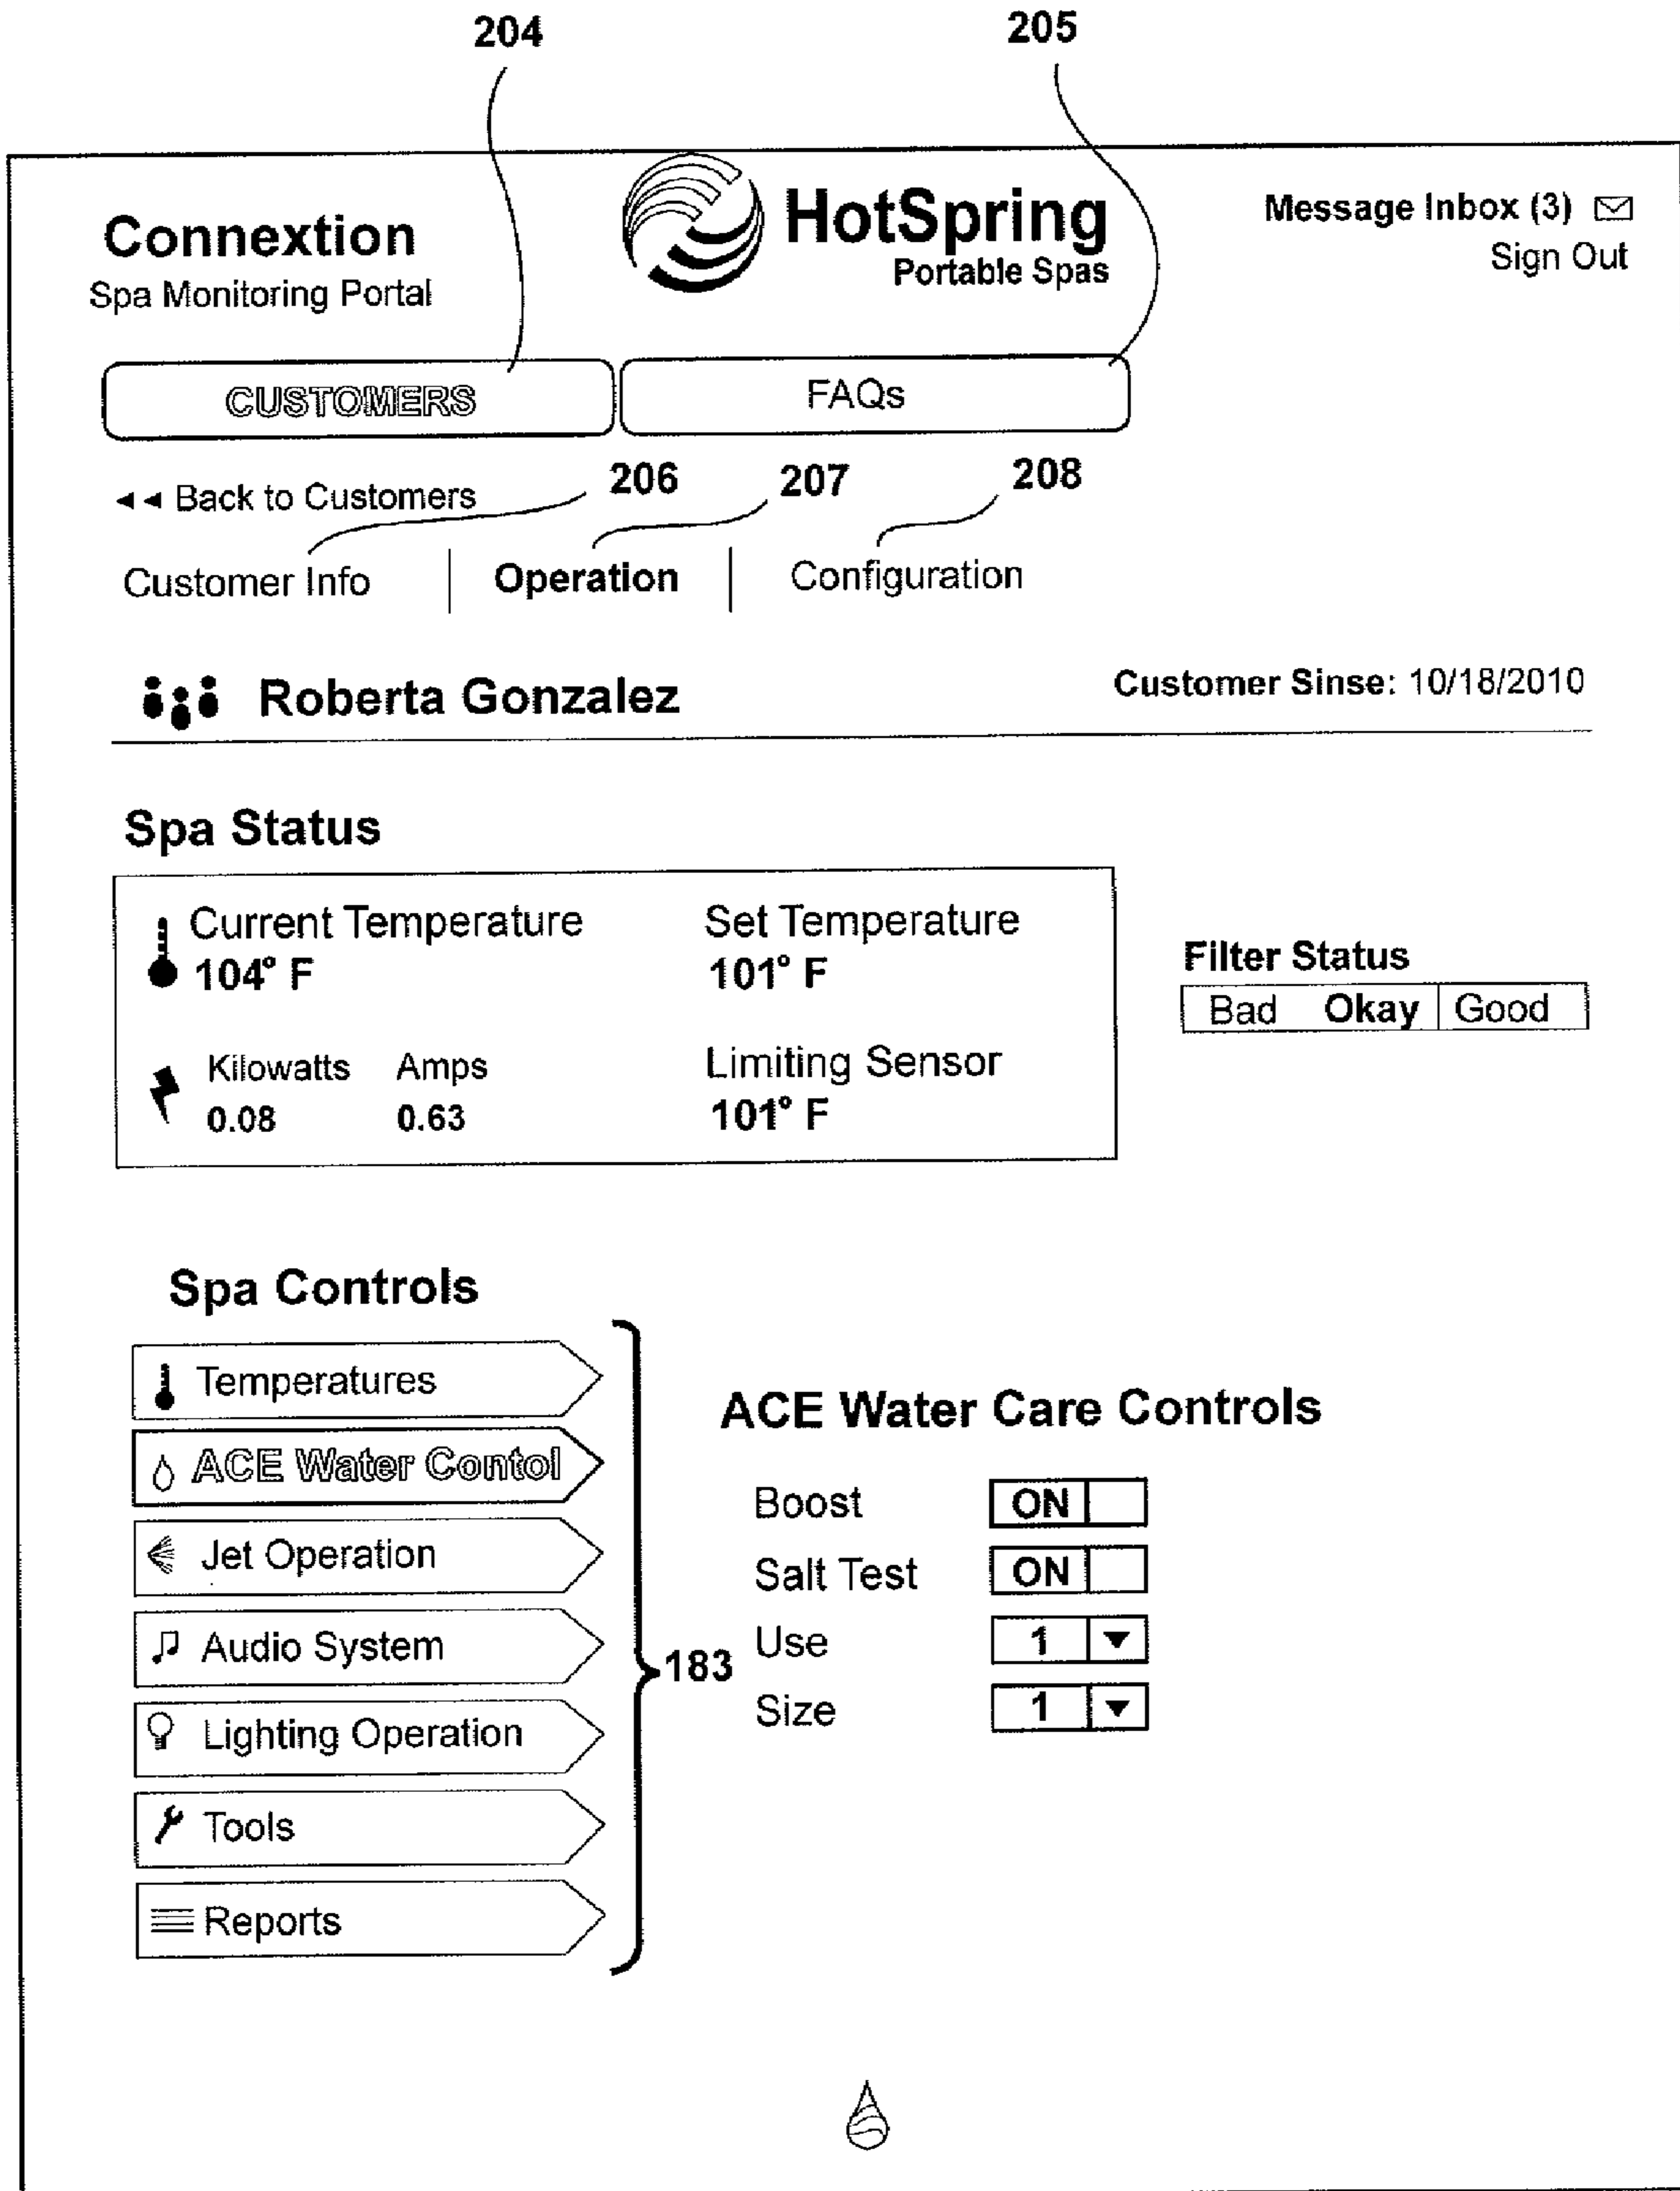 204
205
Connextion
Spa Monitoring Portal
HotSpring
Portable Spas
Message Inbox (3)
Sign Out
CUSTOMERS
FAQs
◄◄ Back to Customers
206
207
208
Customer Info
Operation
Configuration
Roberta Gonzalez
Customer Sinse: 10/18/2010
Spa Status
Current Temperature
104° F
Set Temperature
101° F
Kilowatts
0.08
Amps
0.63
Limiting Sensor
101° F
Filter Status
Bad Okay Good
Spa Controls
Temperatures
ACE Water Contol
Jet Operation
Audio System
Lighting Operation
Tools
Reports
183
ACE Water Care Controls
Boost ON
Salt Test ON
Use 1 ▼
Size 1 ▼